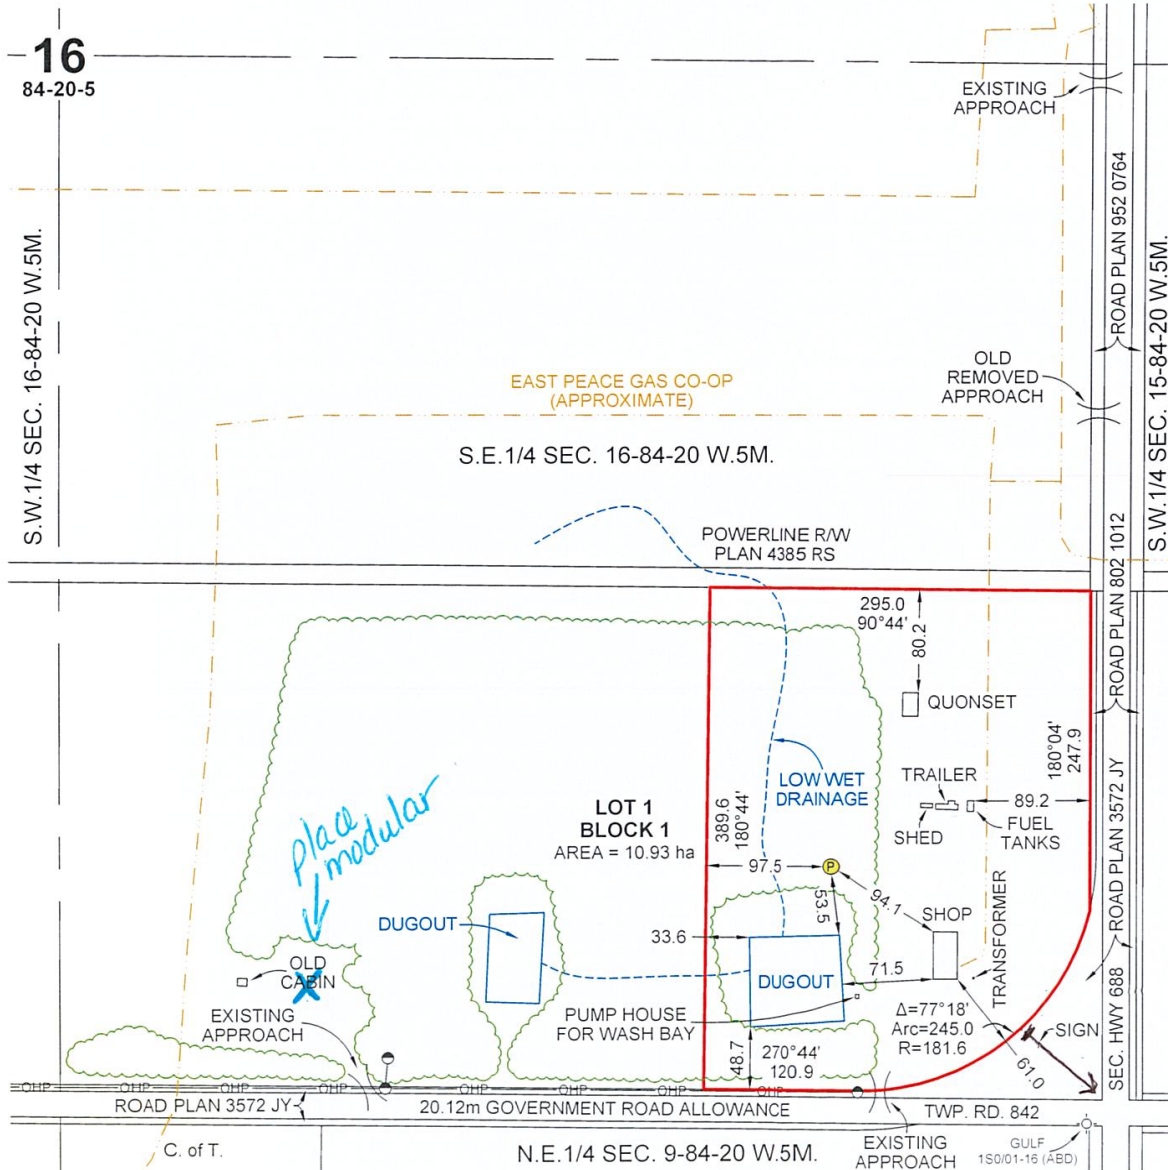 16
84-20-5
EXISTING
APPROACH
ROAD PLAN 952 0764
S.W.1/4 SEC. 16-84-20 W.5M.
S.W.1/4 SEC. 15-84-20 W.5M.
OLD
REMOVED
APPROACH
EAST PEACE GAS CO-OP
(APPROXIMATE)
S.E.1/4 SEC. 16-84-20 W.5M.
POWERLINE R/W
PLAN 4385 RS
ROAD PLAN 802 1012
295.0
90°44'
80.2
QUONSET
180°04'
247.9
LOW WET
DRAINAGE
TRAILER
SHED
89.2
FUEL
TANKS
ROAD PLAN 3572 JY
LOT 1
BLOCK 1
AREA = 10.93 ha
389.6
180°44'
97.5
P
53.5
94.1
SHOP
TRANSFORMER
place
modular
DUGOUT
33.6
DUGOUT
71.5
OLD
CABIN
X
EXISTING
APPROACH
PUMP HOUSE
FOR WASH BAY
Δ=77°18'
Arc=245.0
R=181.6
SIGN
61.0
SEC. HWY 688
48.7
270°44'
120.9
OHP OHP OHP OHP OHP OHP OHP
ROAD PLAN 3572 JY
20.12m GOVERNMENT ROAD ALLOWANCE
TWP. RD. 842
C. of T.
N.E.1/4 SEC. 9-84-20 W.5M.
EXISTING
APPROACH
GULF
1S0/01-16 (ABD)